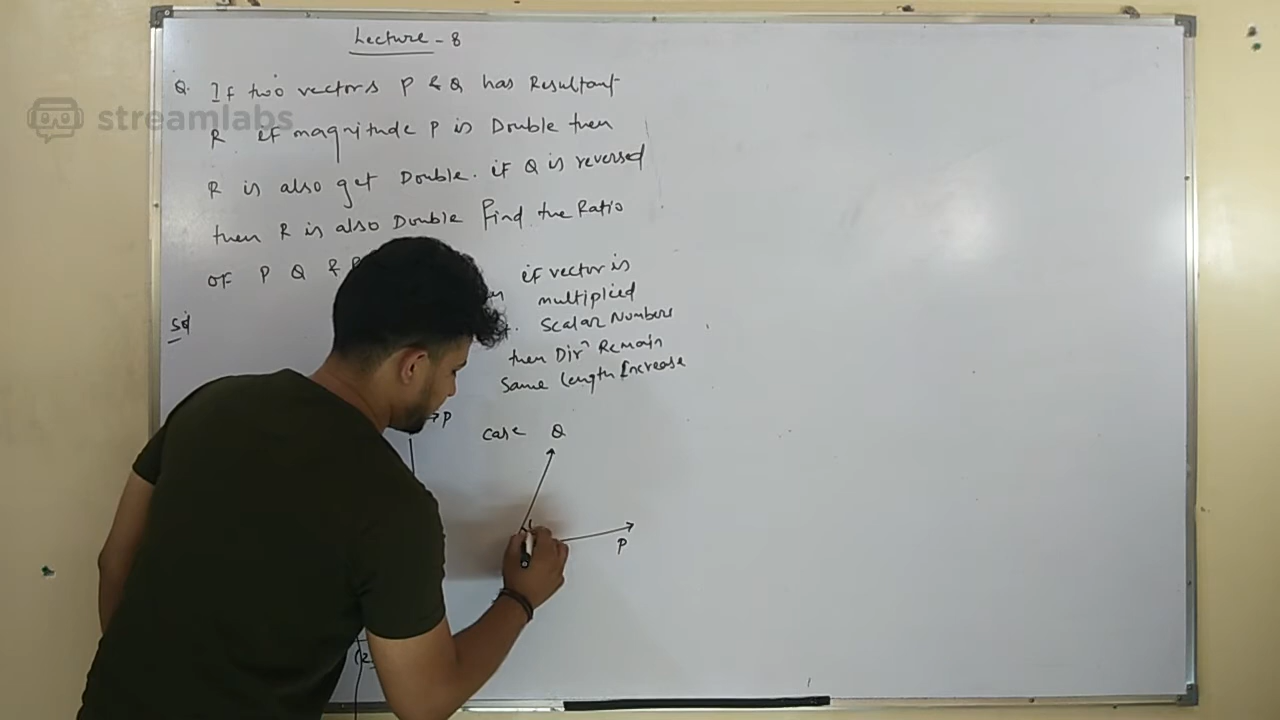 Lecture - 8
Q. If two vectors P & Q has Resultant
streamlabs
R if magnitude P is Double then
R is also get Double. if Q is reversed
then R is also Double Find the Ratio
of P Q &
if vector is
multiplied
Scalar Numbers
then Dirⁿ Remain
Same length Increase
Sol
P
case Q
P
(2